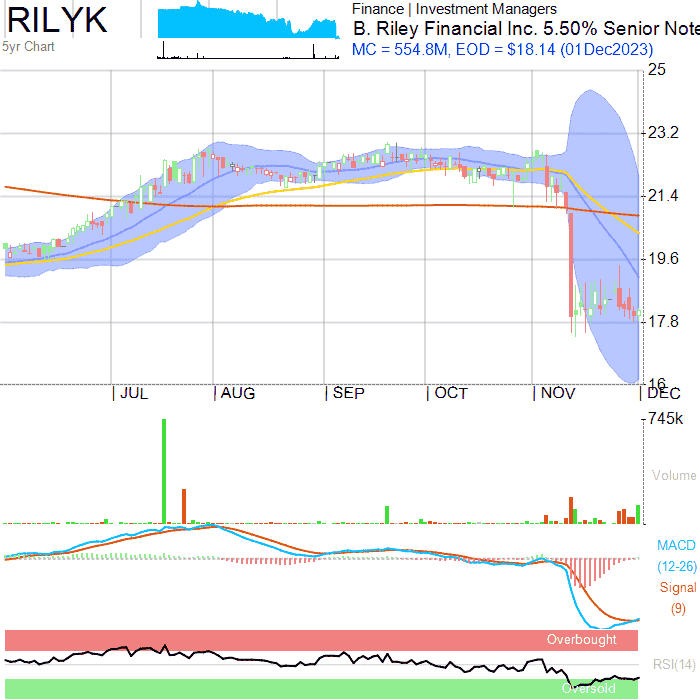 RILYK
5yr Chart
Finance | Investment Managers
B. Riley Financial Inc. 5.50% Senior Note
MC = 554.8M, EOD = $18.14 (01Dec2023)
25
23.2
21.4
19.6
17.8
16
JUL AUG SEP OCT NOV DEC
745k
Volume
MACD
(12-26)
Signal
(9)
Overbought
RSI(14)
Oversold